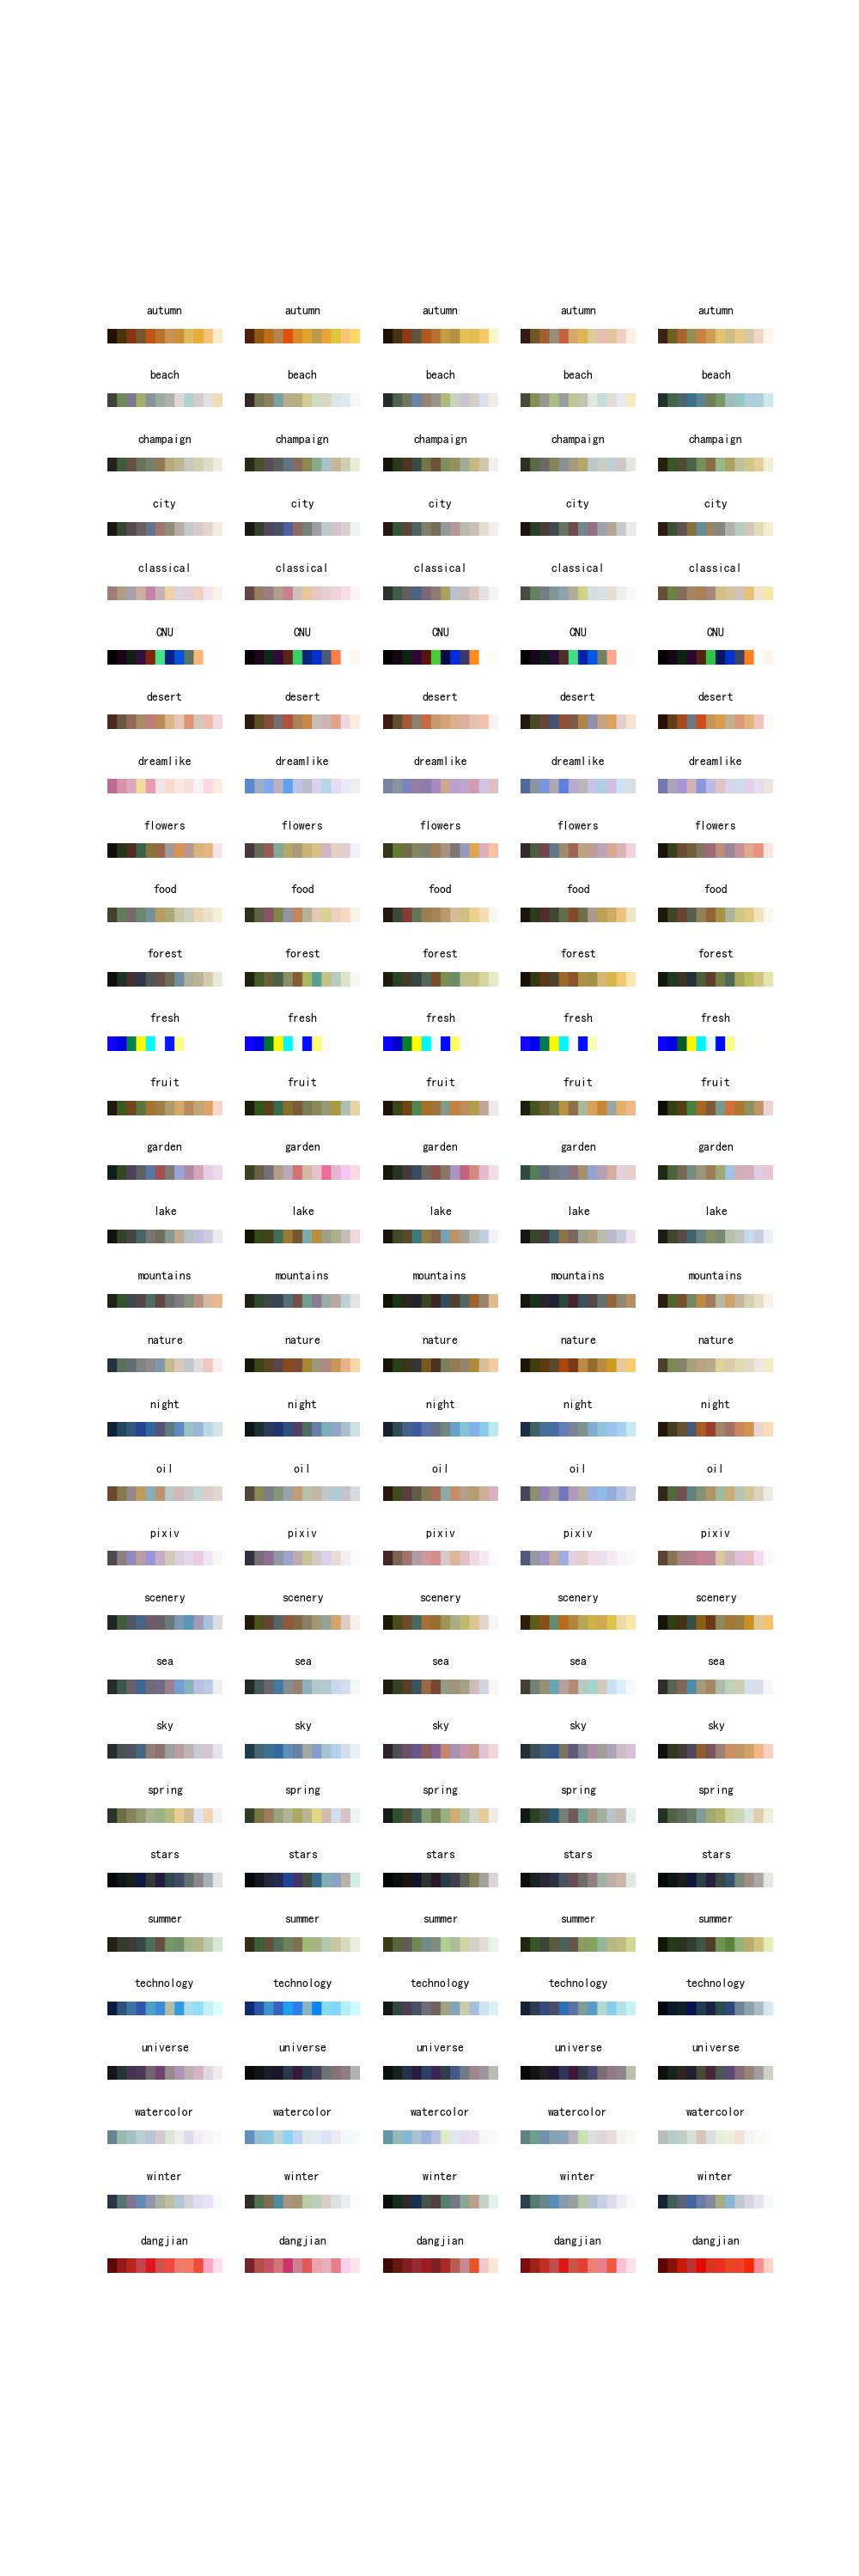 autumn autumn autumn autumn autumn
beach beach beach beach beach
champaign champaign champaign champaign champaign
city city city city city
classical classical classical classical classical
CNU CNU CNU CNU CNU
desert desert desert desert desert
dreamlike dreamlike dreamlike dreamlike dreamlike
flowers flowers flowers flowers flowers
food food food food food
forest forest forest forest forest
fresh fresh fresh fresh fresh
fruit fruit fruit fruit fruit
garden garden garden garden garden
lake lake lake lake lake
mountains mountains mountains mountains mountains
nature nature nature nature nature
night night night night night
oil oil oil oil oil
pixiv pixiv pixiv pixiv pixiv
scenery scenery scenery scenery scenery
sea sea sea sea sea
sky sky sky sky sky
spring spring spring spring spring
stars stars stars stars stars
summer summer summer summer summer
technology technology technology technology technology
universe universe universe universe universe
watercolor watercolor watercolor watercolor watercolor
winter winter winter winter winter
dangjian dangjian dangjian dangjian dangjian